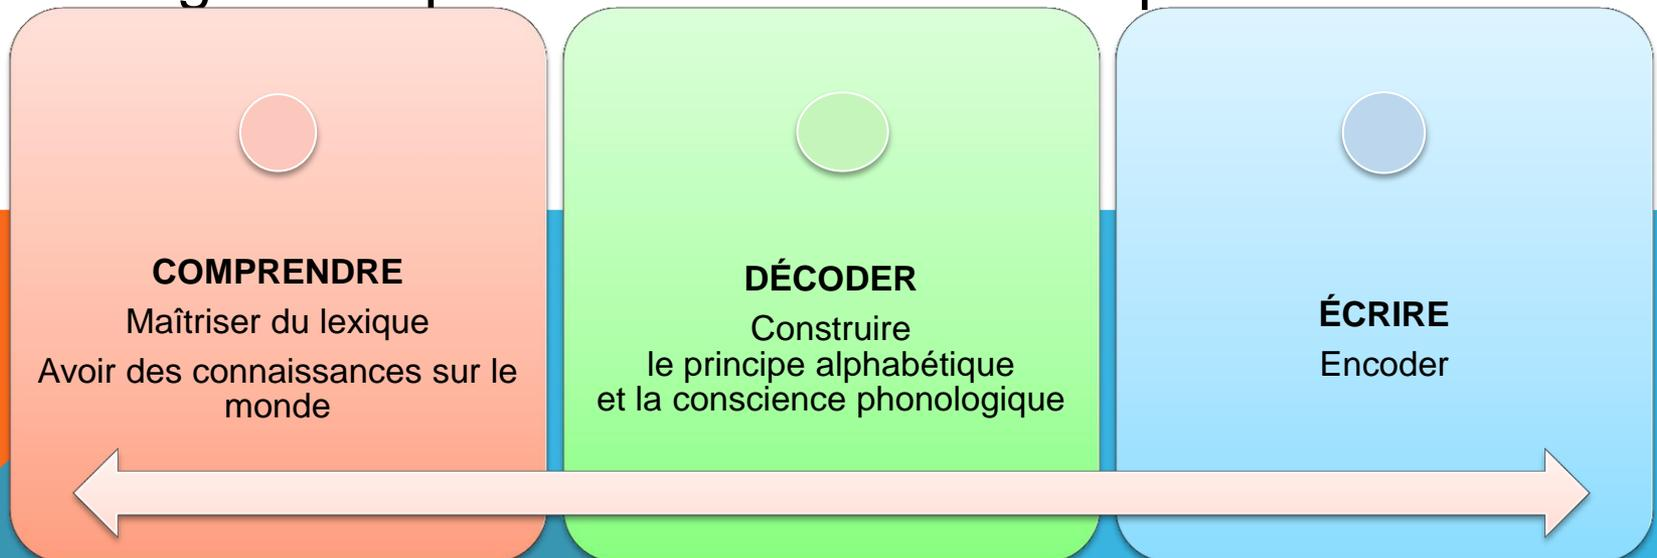 COMPRENDRE
Maîtriser du lexique
Avoir des connaissances sur le
monde
DÉCODER
Construire
le principe alphabétique
et la conscience phonologique
ÉCRIRE
Encoder